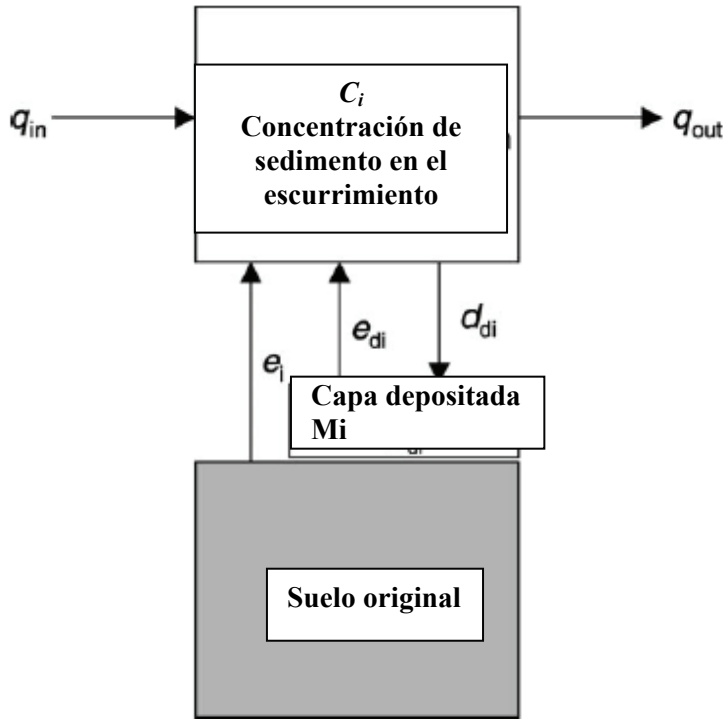 C_i
Concentración de
sedimento en el
escurrimiento
q_in
q_out
e_i
e_di
d_di
Capa depositada
Mi
Suelo original